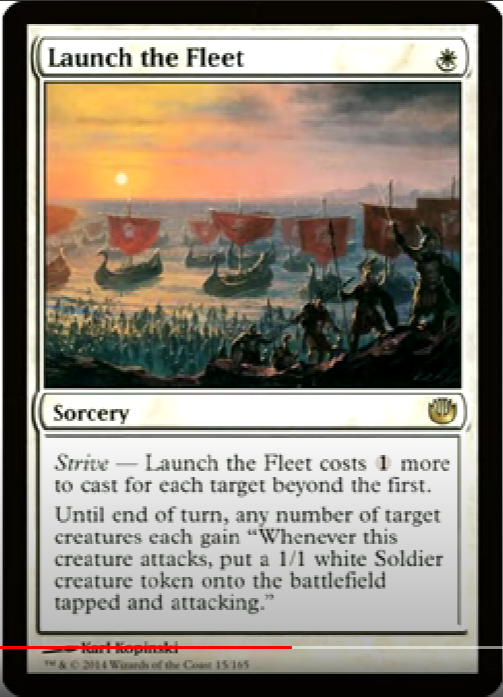 Launch the Fleet
Sorcery
Strive — Launch the Fleet costs 1 more
to cast for each target beyond the first.
Until end of turn, any number of target
creatures each gain “Whenever this
creature attacks, put a 1/1 white Soldier
creature token onto the battlefield
tapped and attacking.”
Karl Kopinski
™ & © 2014 Wizards of the Coast 15/165